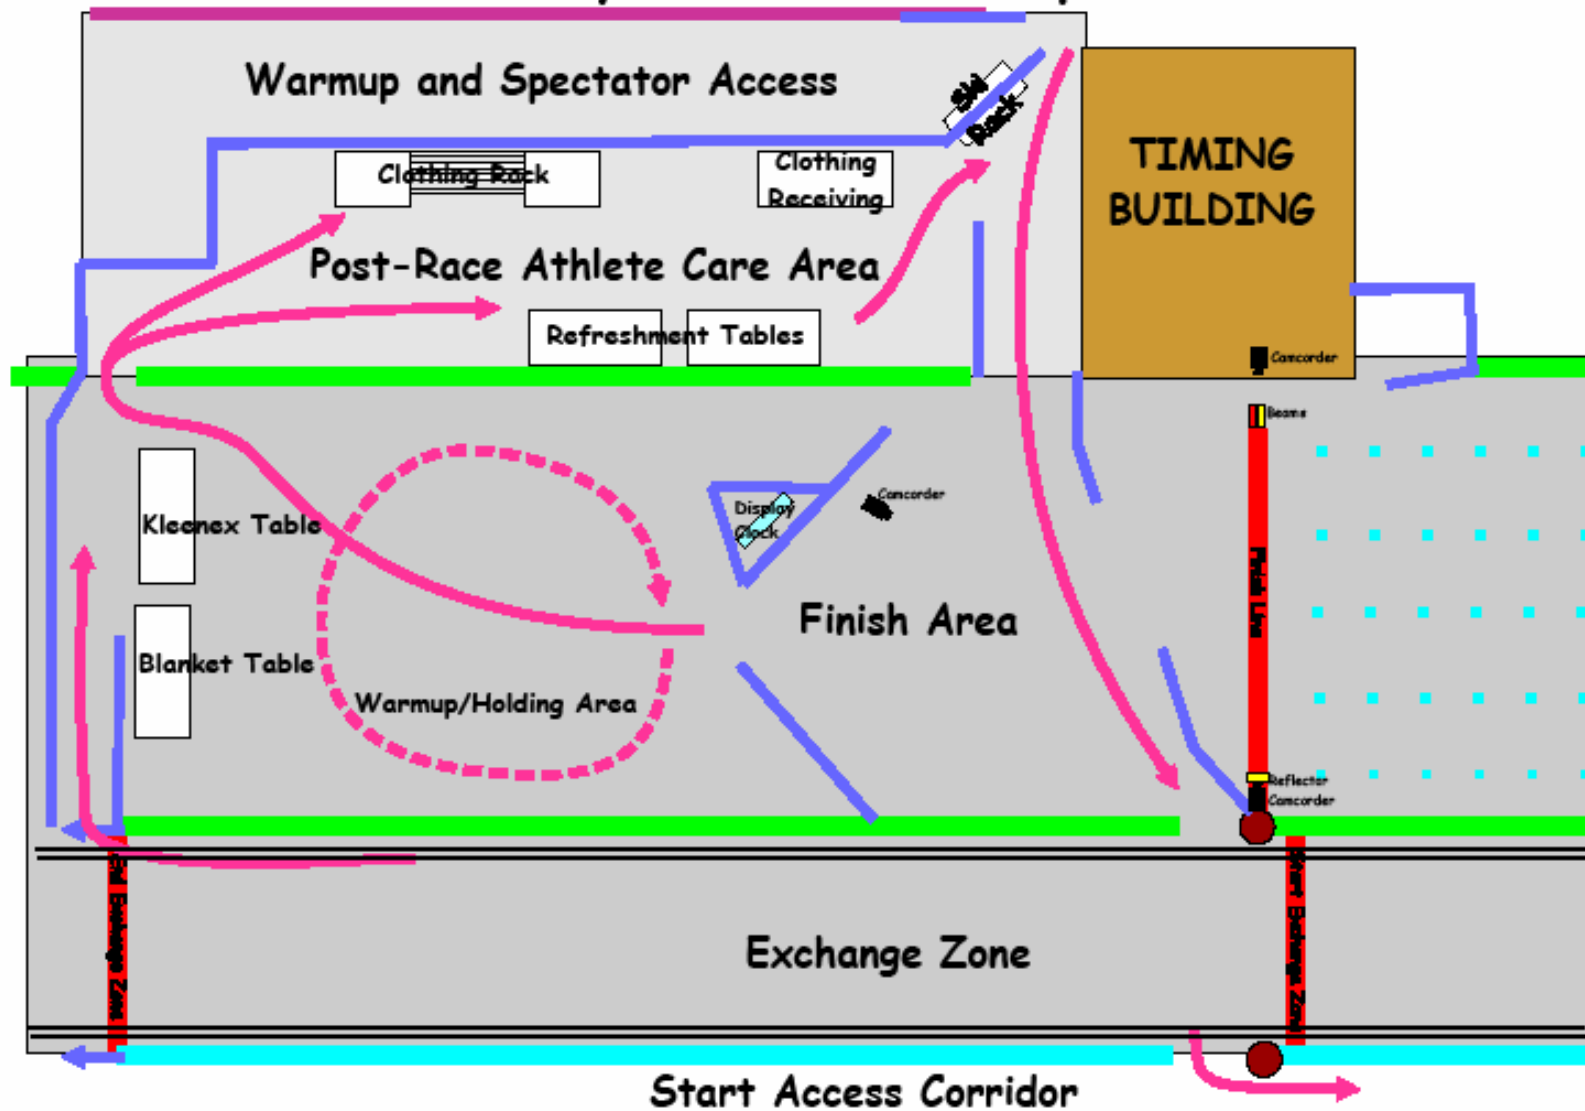 Warmup and Spectator Access
Ski
Rack
TIMING
BUILDING
Clothing Rack
Clothing
Receiving
Post-Race Athlete Care Area
Refreshment Tables
Camcorder
Beams
Kleenex Table
Display
Clock
Camcorder
Finish Line
Finish Area
Blanket Table
Warmup/Holding Area
Reflector
Camcorder
End Exchange Zone
Exchange Zone
Start Exchange Zone
Start Access Corridor